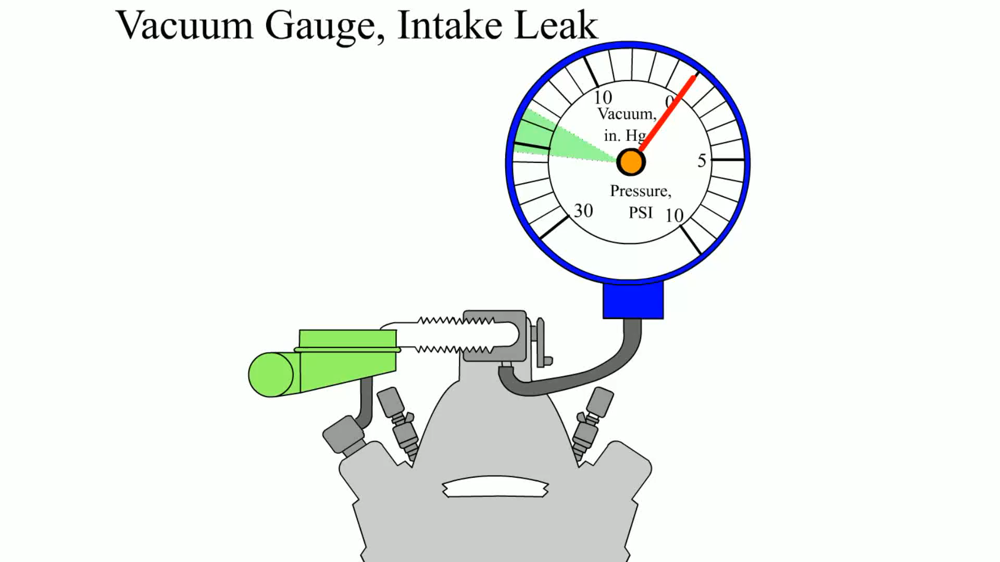 Vacuum Gauge, Intake Leak
10
0
Vacuum,
in. Hg
5
Pressure,
PSI
30
10